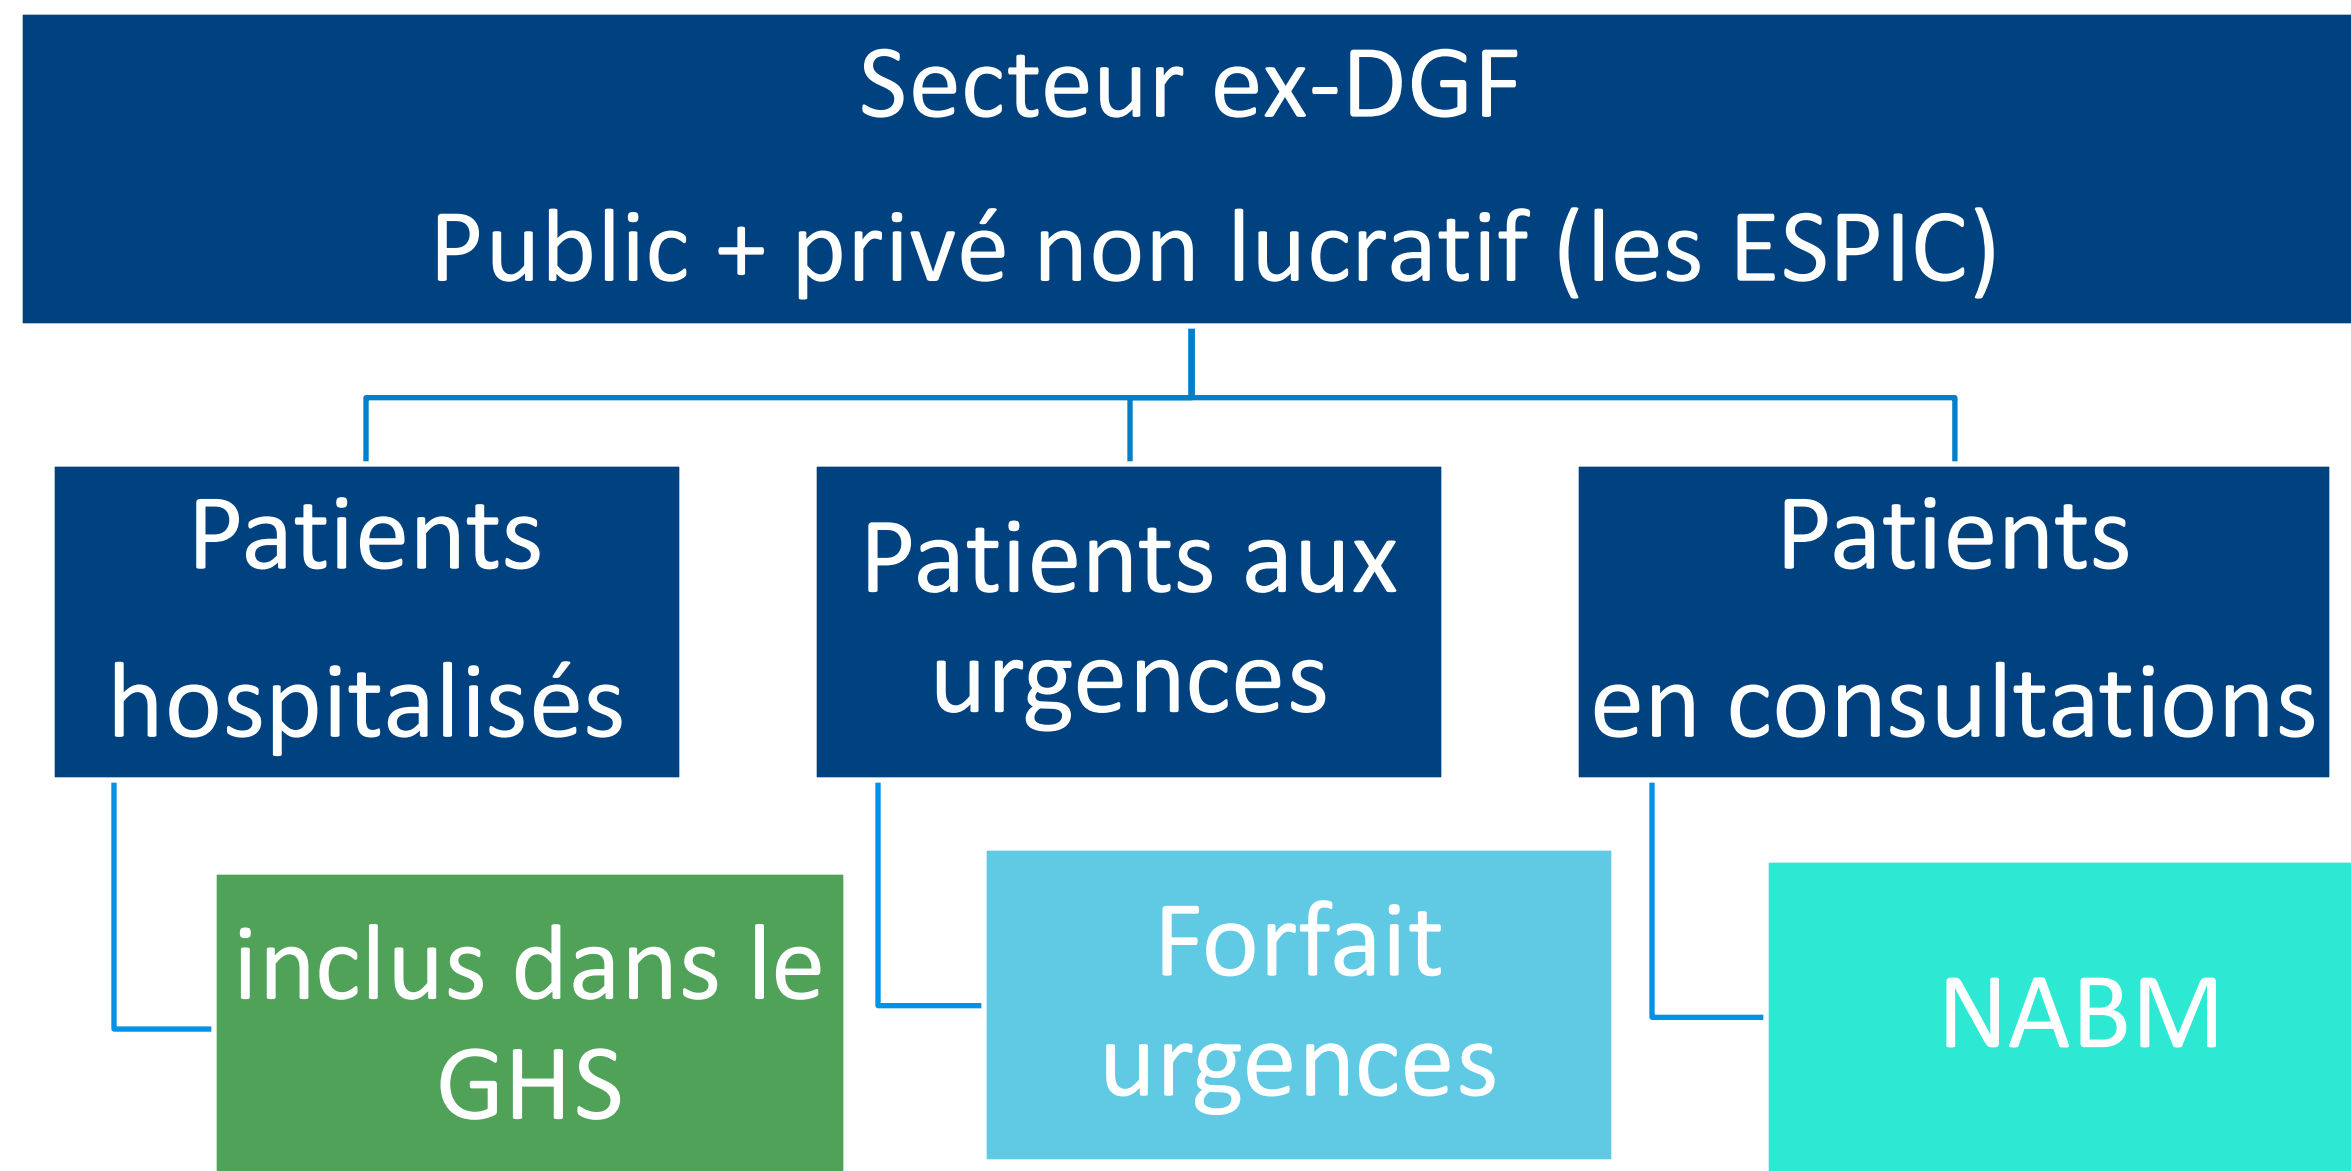 Secteur ex-DGF
Public + privé non lucratif (les ESPIC)
Patients
hospitalisés
Patients aux
urgences
Patients
en consultations
inclus dans le
GHS
Forfait
urgences
NABM